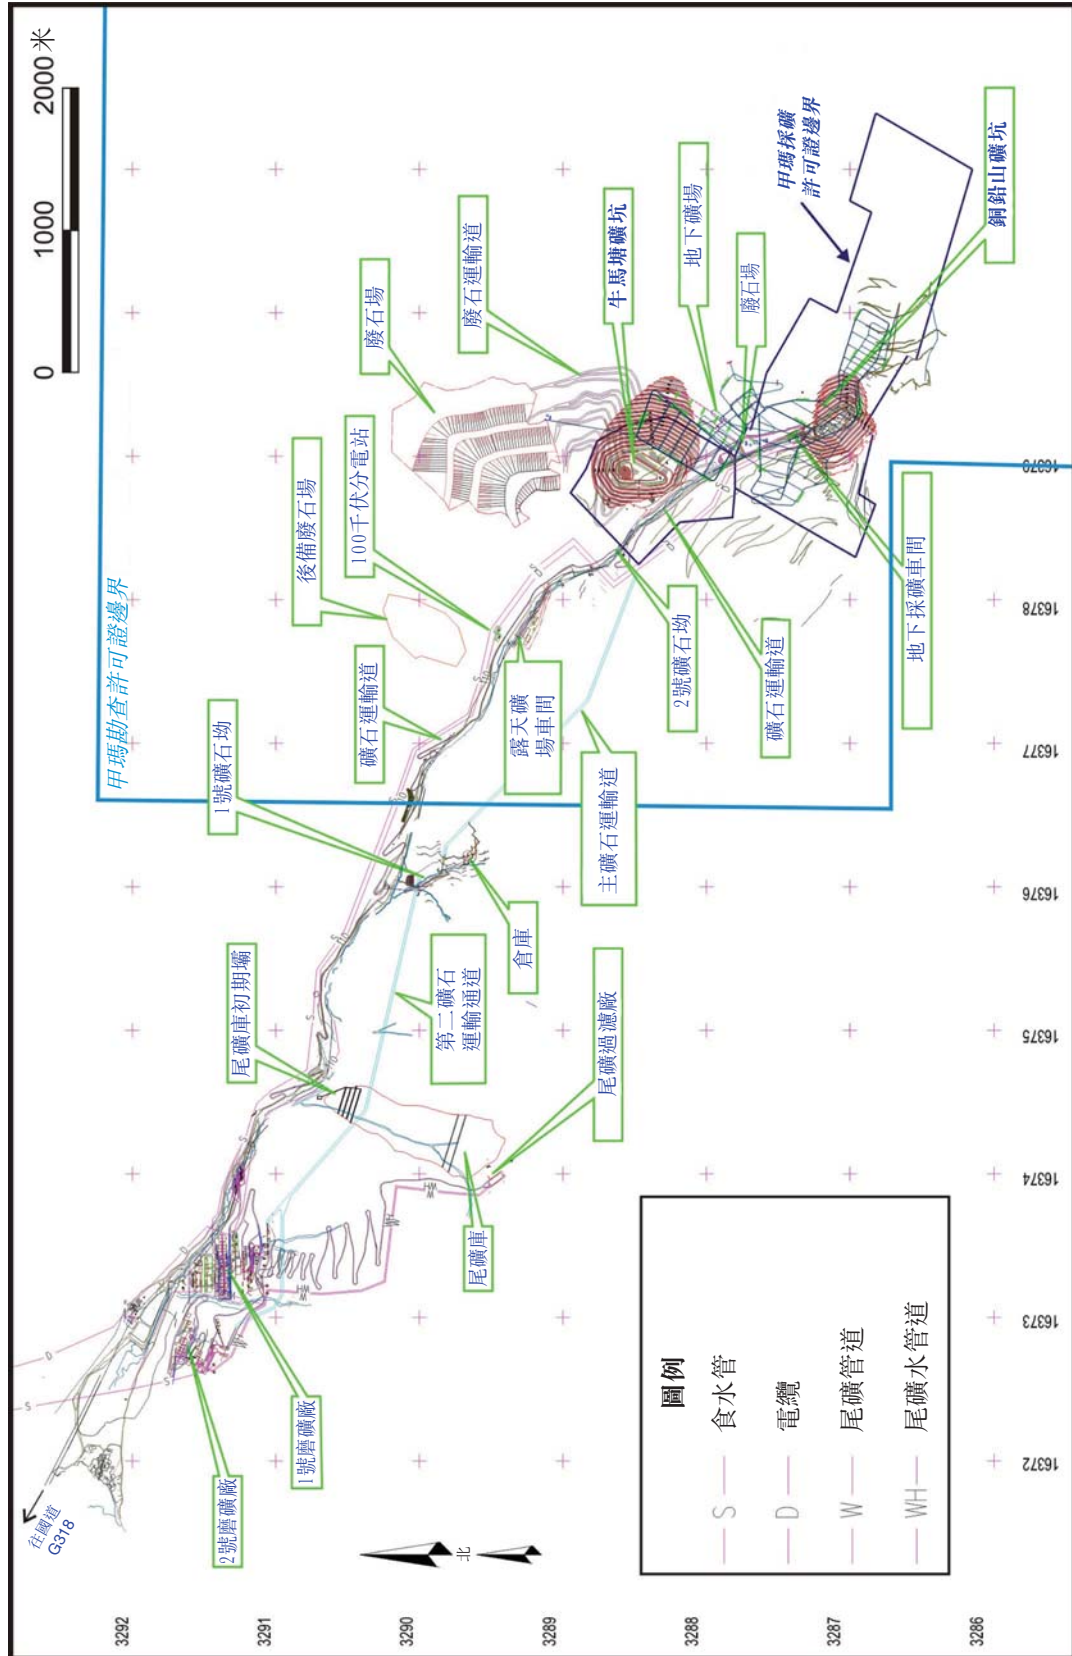 0 1000 2000米
甲瑪勘查許可證邊界
甲瑪採礦
許可證邊界
銅鉛山礦坑
地下礦場
廢石場
牛馬塘礦坑
廢石運輸道
廢石場
100千伏分電站
後備廢石場
礦石運輸道
1號礦石坳
露天礦
場車間
2號礦石坳
礦石運輸道
地下採礦車間
主礦石運輸道
倉庫
第二礦石
運輸通道
尾礦庫初期壩
尾礦過濾廠
尾礦庫
1號磨礦廠
2號磨礦廠
往國道
G318
北
圖例
S 食水管
D 電纜
W 尾礦管道
WH 尾礦水管道
3292
3291
3290
3289
3288
3287
3286
16372
16373
16374
16375
16376
16377
16378
16379